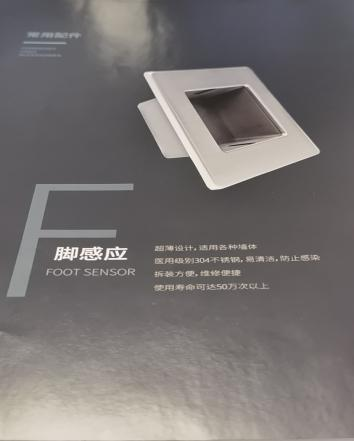 常用配件
F
脚感应
FOOT SENSOR
超薄设计，适用各种墙体
医用级别304不锈钢，易清洁，防止感染
拆装方便，维修便捷
使用寿命可达50万次以上